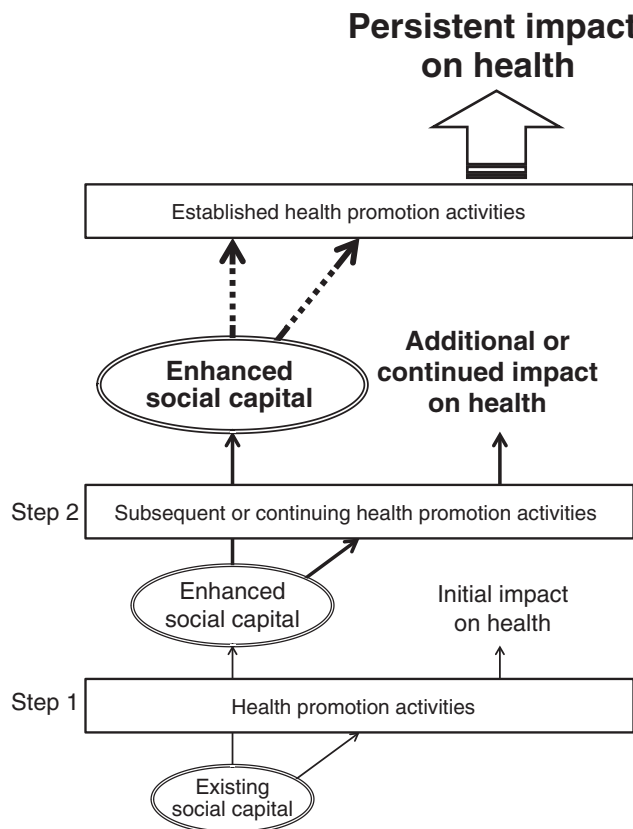 Persistent impact
on health
Established health promotion activities
Enhanced
social capital
Additional or
continued impact
on health
Step 2
Subsequent or continuing health promotion activities
Enhanced
social capital
Initial impact
on health
Step 1
Health promotion activities
Existing
social capital